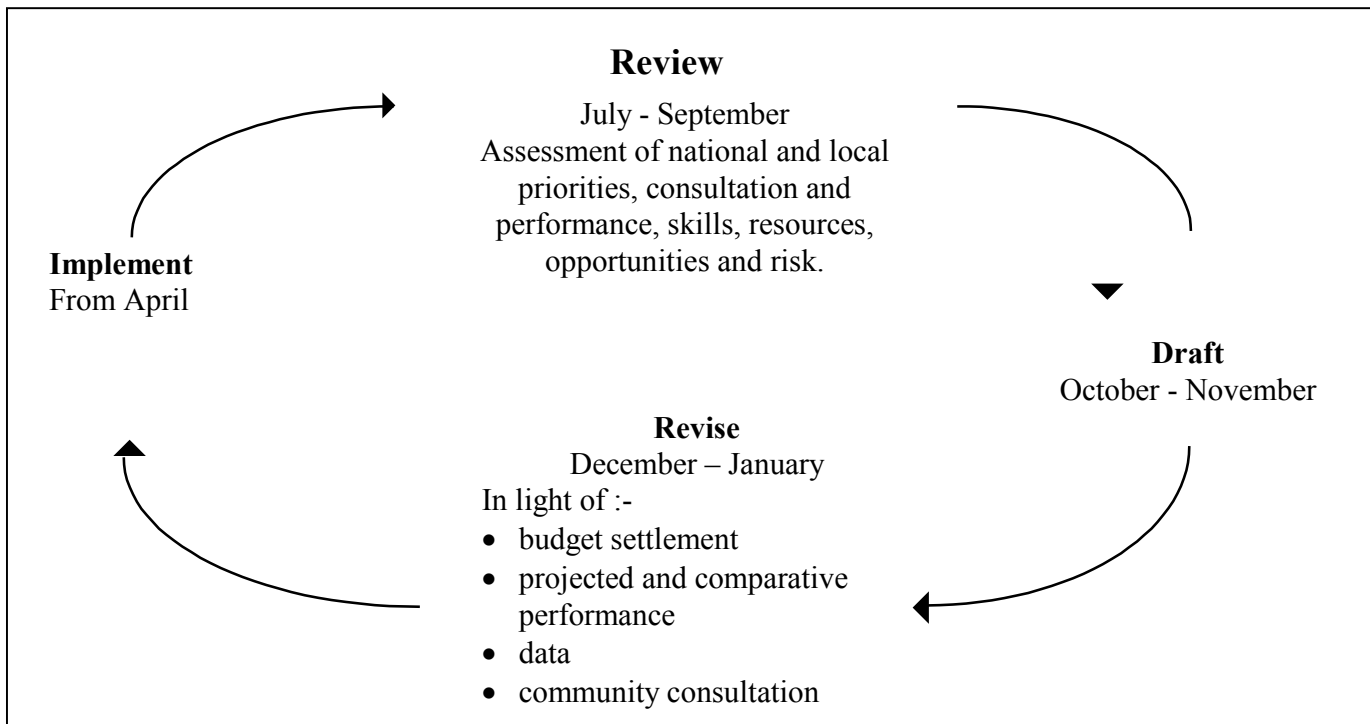 Review
July - September
Assessment of national and local
priorities, consultation and
performance, skills, resources,
opportunities and risk.
Implement
From April
Draft
October - November
Revise
December – January
In light of :-
• budget settlement
• projected and comparative
performance
• data
• community consultation